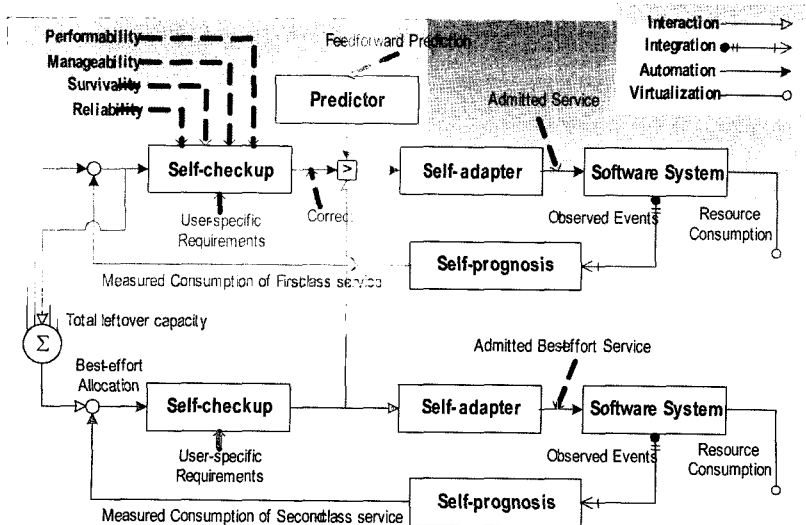 Performability
Manageability
Survivality
Reliability
Feedforward Prediction
Predictor
Interaction
Integration
Automation
Virtualization
Admitted Service
Self-checkup
>
Self-adapter
Software System
User-specific
Requirements
Correc
Observed Events
Resource
Consumption
Self-prognosis
Measured Consumption of Firstclass service
Total leftover capacity
Σ
Best-effort
Allocation
Admitted Best-effort Service
Self-checkup
Self-adapter
Software System
User-specific
Requirements
Observed Events
Resource
Consumption
Self-prognosis
Measured Consumption of Secondclass service